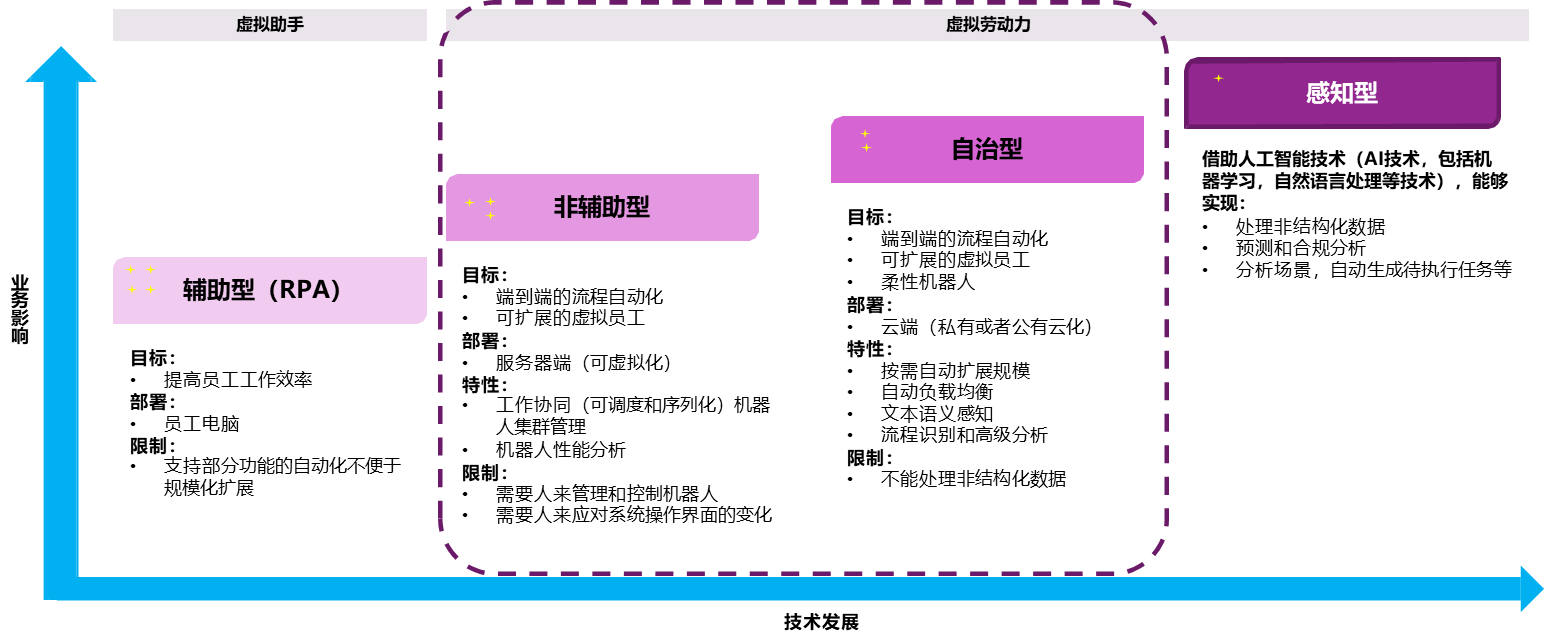 虚拟助手
虚拟劳动力
业务影响
辅助型（RPA）
目标：
• 提高员工工作效率
部署：
• 员工电脑
限制：
• 支持部分功能的自动化不便于
规模化扩展
非辅助型
目标：
• 端到端的流程自动化
• 可扩展的虚拟员工
部署：
• 服务器端（可虚拟化）
特性：
• 工作协同（可调度和序列化）机器
人集群管理
• 机器人性能分析
限制：
• 需要人来管理和控制机器人
• 需要人来应对系统操作界面的变化
自治型
目标：
• 端到端的流程自动化
• 可扩展的虚拟员工
• 柔性机器人
部署：
• 云端（私有或者公有云化）
特性：
• 按需自动扩展规模
• 自动负载均衡
• 文本语义感知
• 流程识别和高级分析
限制：
• 不能处理非结构化数据
感知型
借助人工智能技术（AI技术，包括机
器学习，自然语言处理等技术），能够
实现：
• 处理非结构化数据
• 预测和合规分析
• 分析场景，自动生成待执行任务等
技术发展